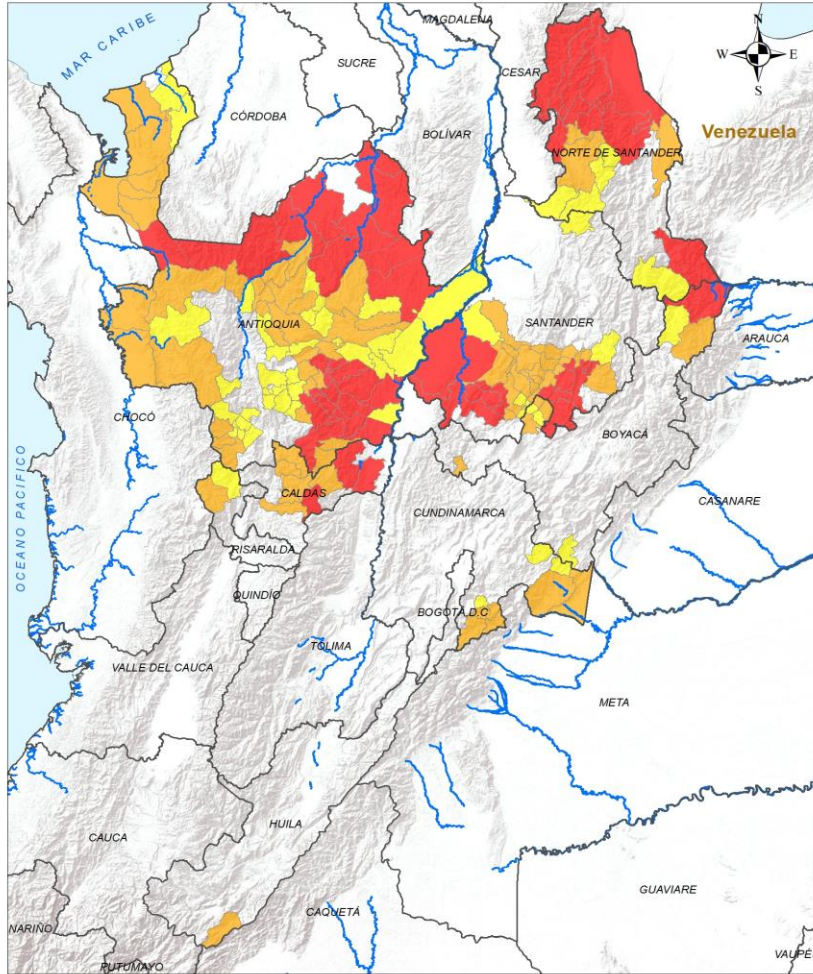 MAGDALENA
N
W E
S
MAR CARIBE
SUCRE
CESAR
CÓRDOBA
BOLÍVAR
Venezuela
NORTE DE SANTANDER
ANTIOQUIA
SANTANDER
ARAUCA
CHOCÓ
BOYACÁ
OCEANO PACIFICO
CALDAS
CUNDINAMARCA
CASANARE
RISARALDA
QUINDÍO
BOGOTÁ, D.C
TOLIMA
VALLE DEL CAUCA
META
HUILA
CAUCA
GUAVIARE
CAQUETÁ
NARIÑO
PUTUMAYO
VAUPÉ